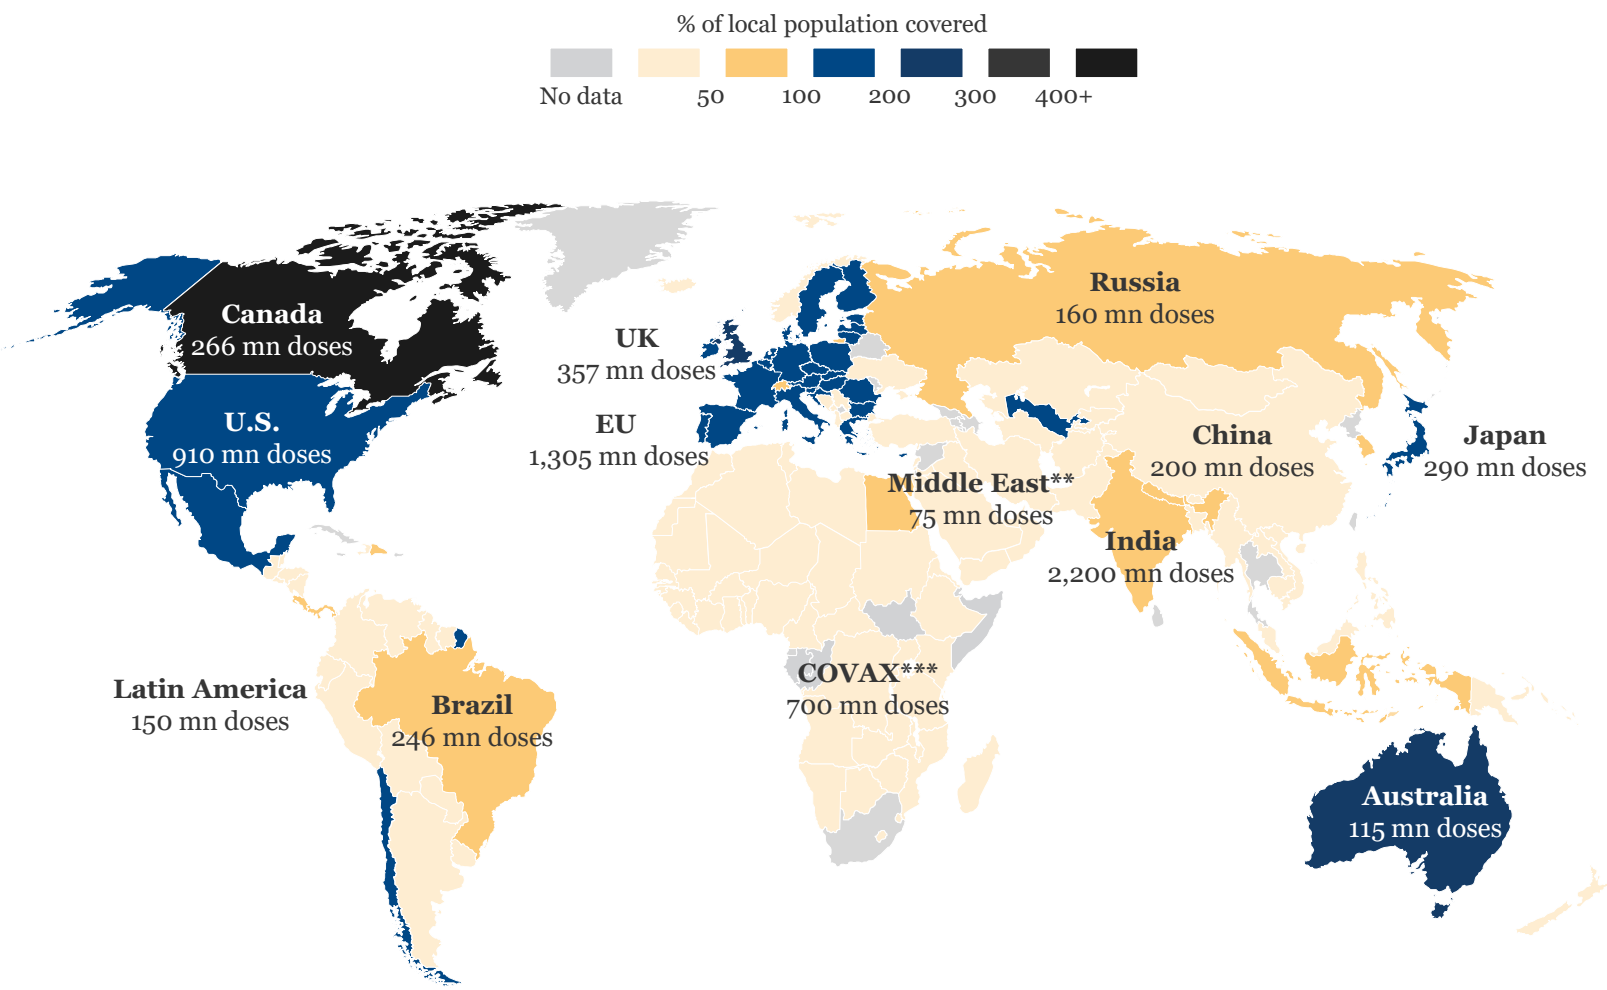 % of local population covered
No data 50 100 200 300 400+
Canada
266 mn doses
U.S.
910 mn doses
UK
357 mn doses
EU
1,305 mn doses
Russia
160 mn doses
China
200 mn doses
Japan
290 mn doses
Middle East**
75 mn doses
India
2,200 mn doses
Latin America
150 mn doses
Brazil
246 mn doses
COVAX***
700 mn doses
Australia
115 mn doses